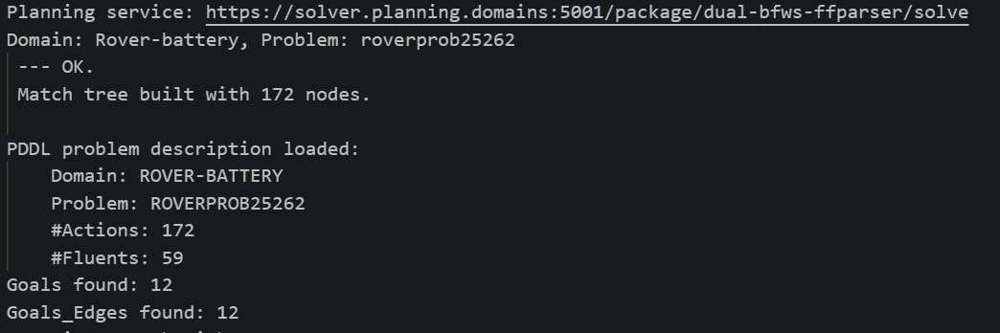 Planning service: https://solver.planning.domains:5001/package/dual-bfws-ffparser/solve
Domain: Rover-battery, Problem: roverprob25262
--- OK.
Match tree built with 172 nodes.
PDDL problem description loaded:
Domain: ROVER-BATTERY
Problem: ROVERPROB25262
#Actions: 172
#Fluents: 59
Goals found: 12
Goals_Edges found: 12